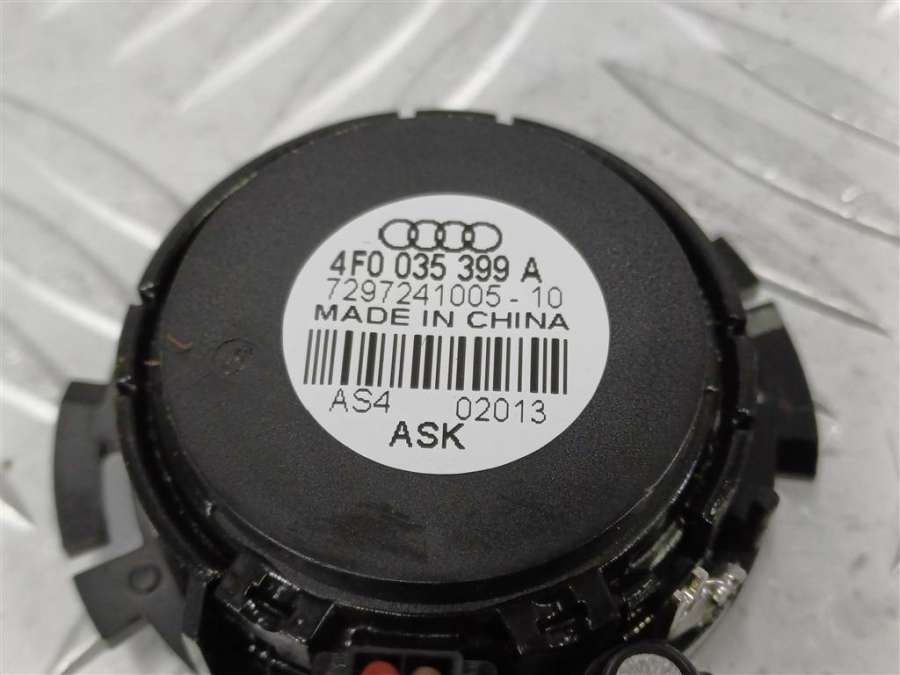 4F0 035 399 A
7297241005-10
MADE IN CHINA
AS4 02013
ASK